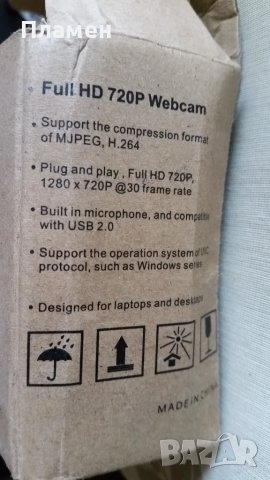 Пламен
• Full HD 720P Webcam
• Support the compression format
of MJPEG, H.264
• Plug and play , Full HD 720P,
1280 x 720P @30 frame rate
• Built in microphone, and compatible
with USB 2.0
• Support the operation system of UVC
protocol, such as Windows series
• Designed for laptops and desktops
MADE IN CHINA
BAZAR